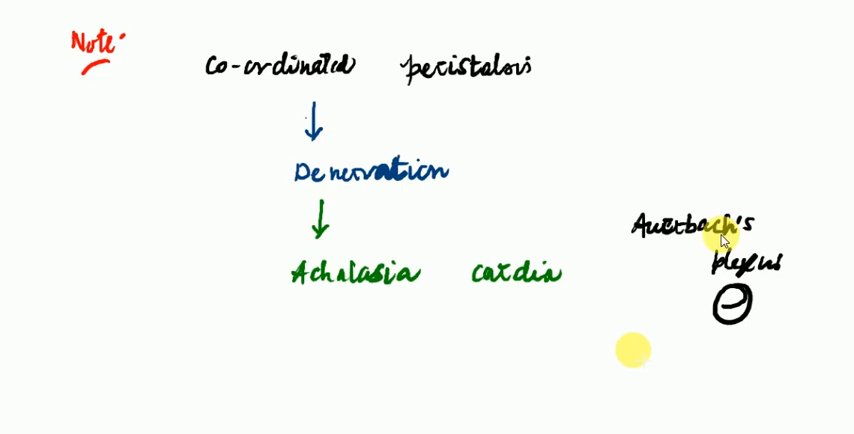 Note:
Co-ordinated peristalsis
↓
Denervation
↓
Auerbach's
plexus
Achalasia cardia
⊖